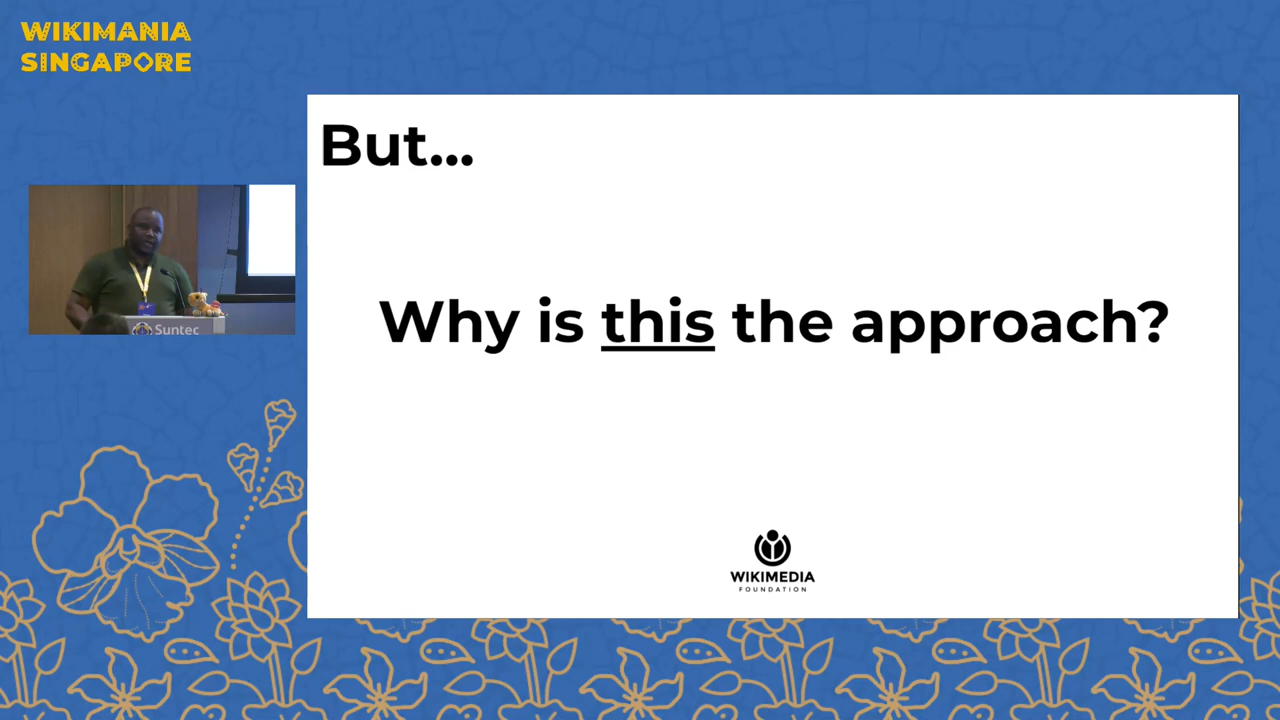 WIKIMANIA
SINGAPORE
But...
Why is this the approach?
Suntec
WIKIMEDIA
FOUNDATION